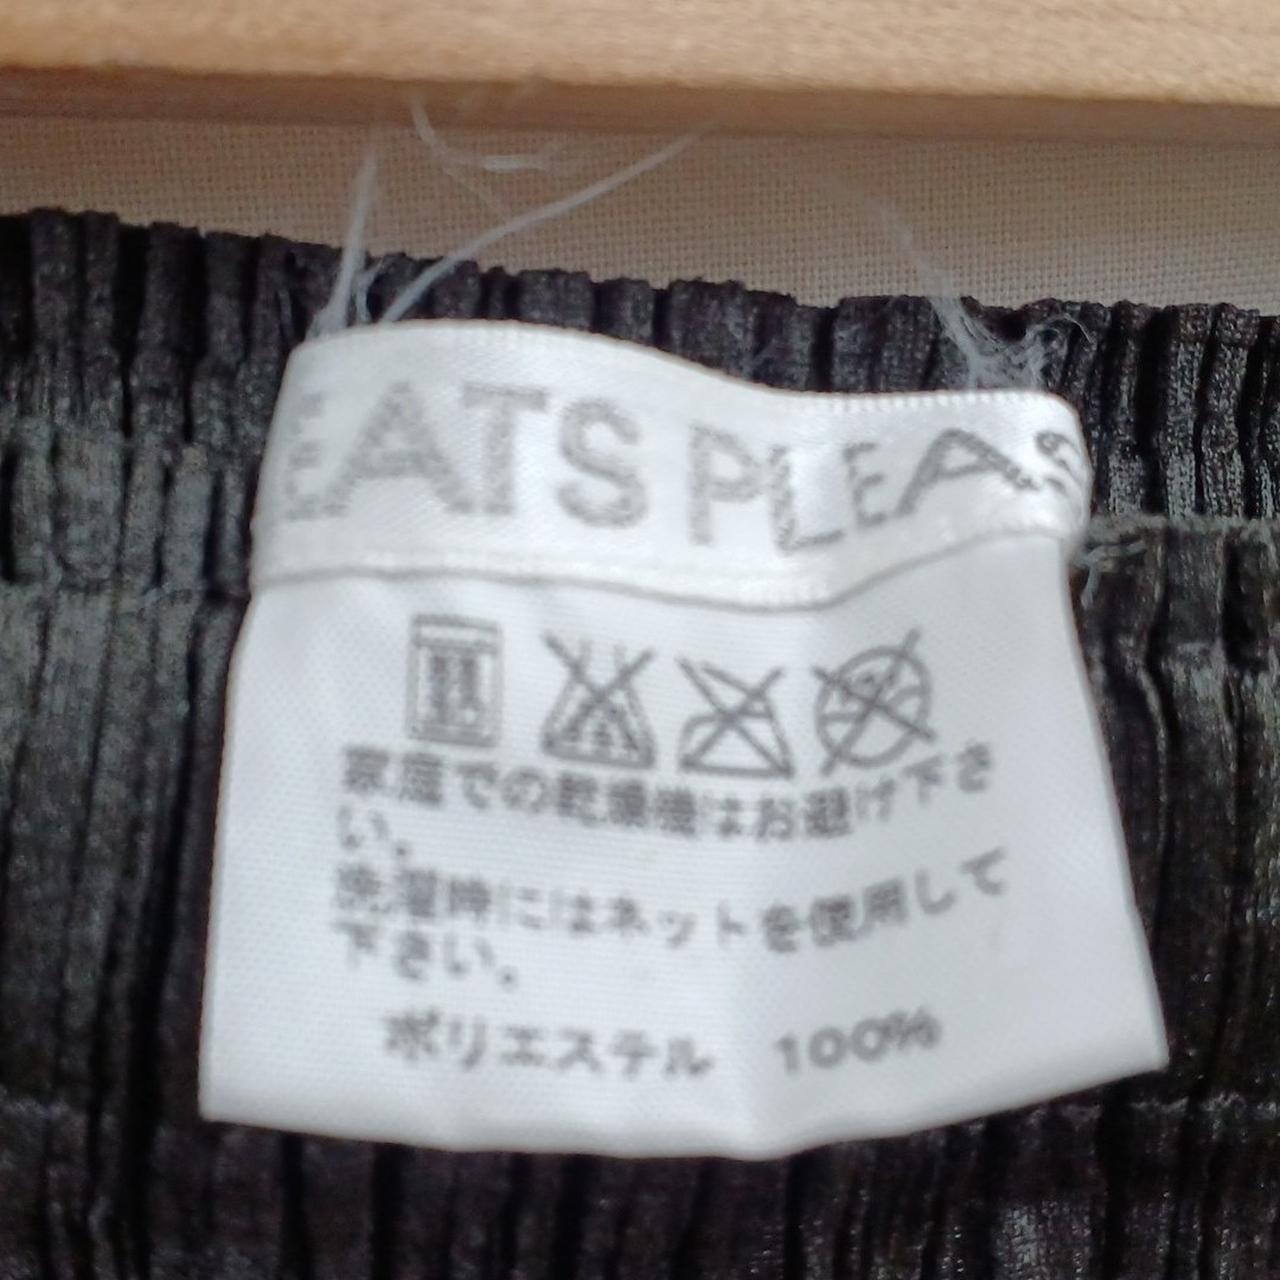 EATS PLEAS
家庭での乾燥機はお避け下さ
い。
洗濯時にはネットを使用して
下さい。
ポリエステル 100%